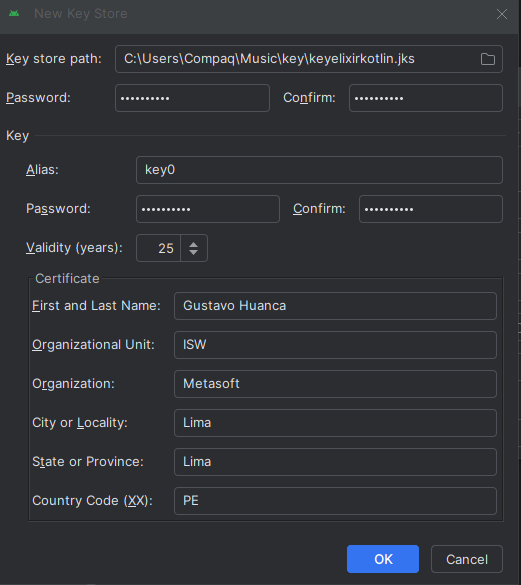 New Key Store
Key store path: C:\Users\Compaq\Music\key\keyelixirkotlin.jks
Password: •••••••••• Confirm: ••••••••••
Key
Alias: key0
Password: •••••••••• Confirm: ••••••••••
Validity (years): 25
Certificate
First and Last Name: Gustavo Huanca
Organizational Unit: ISW
Organization: Metasoft
City or Locality: Lima
State or Province: Lima
Country Code (XX): PE
OK Cancel